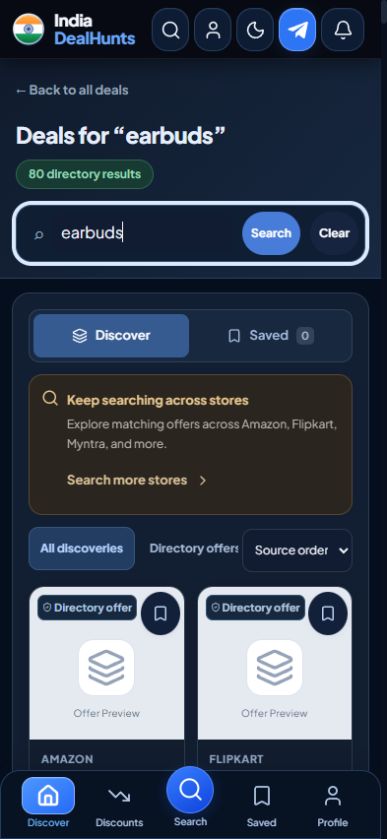 India
DealHunts
← Back to all deals
Deals for “earbuds”
80 directory results
earbuds
Search
Clear
Discover
Saved 0
Keep searching across stores
Explore matching offers across Amazon, Flipkart,
Myntra, and more.
Search more stores
All discoveries
Directory offers
Source order
Directory offer
Directory offer
Offer Preview
Offer Preview
AMAZON
FLIPKART
Discover
Discounts
Search
Saved
Profile